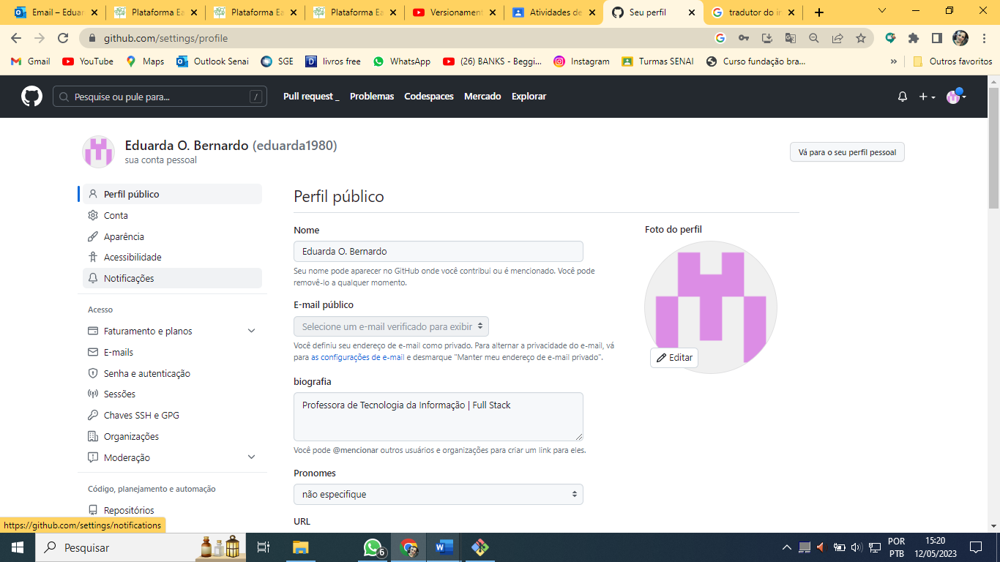 Email – Eduar
Plataforma Ea
Plataforma Ea
Plataforma Ea
Versionament
Atividades de
Seu perfil
tradutor do in
github.com/settings/profile
Gmail
YouTube
Maps
Outlook Senai
SGE
livros free
WhatsApp
(26) BANKS - Beggi...
Instagram
Turmas SENAI
Curso fundação bra...
»
Outros favoritos
Pesquise ou pule para...
/
Pull request _
Problemas
Codespaces
Mercado
Explorar
Eduarda O. Bernardo (eduarda1980)
sua conta pessoal
Vá para o seu perfil pessoal
Perfil público
Conta
Aparência
Acessibilidade
Notificações
Acesso
Faturamento e planos
E-mails
Senha e autenticação
Sessões
Chaves SSH e GPG
Organizações
Moderação
Código, planejamento e automação
Repositórios
Perfil público
Nome
Eduarda O. Bernardo
Seu nome pode aparecer no GitHub onde você contribui ou é mencionado. Você pode
removê-lo a qualquer momento.
E-mail público
Selecione um e-mail verificado para exibir
Você definiu seu endereço de e-mail como privado. Para alternar a privacidade do e-mail, vá
para as configurações de e-mail e desmarque "Manter meu endereço de e-mail privado".
biografia
Professora de Tecnologia da Informação | Full Stack
Você pode @mencionar outros usuários e organizações para criar um link para eles.
Pronomes
não especifique
URL
Foto do perfil
Editar
https://github.com/settings/notifications
Pesquisar
6
POR
PTB
15:20
12/05/2023